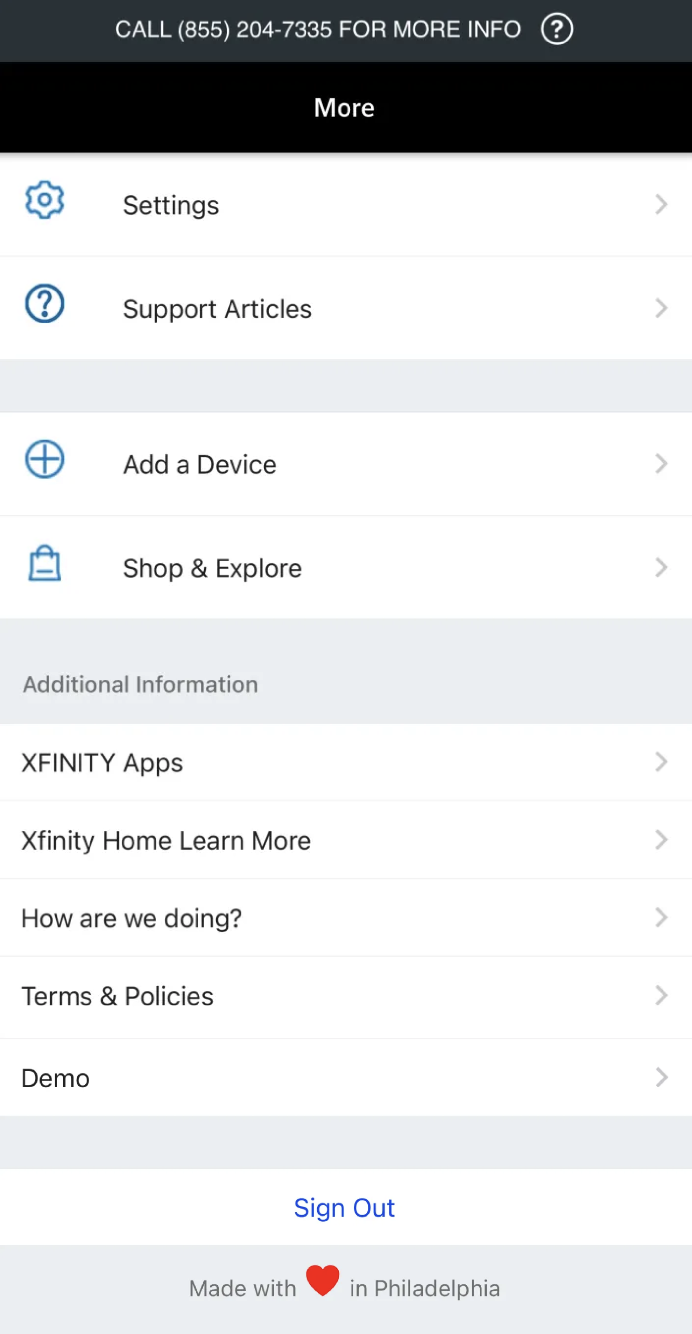 CALL (855) 204-7335 FOR MORE INFO ?
More
Settings
Support Articles
Add a Device
Shop & Explore
Additional Information
XFINITY Apps
Xfinity Home Learn More
How are we doing?
Terms & Policies
Demo
Sign Out
Made with ❤ in Philadelphia